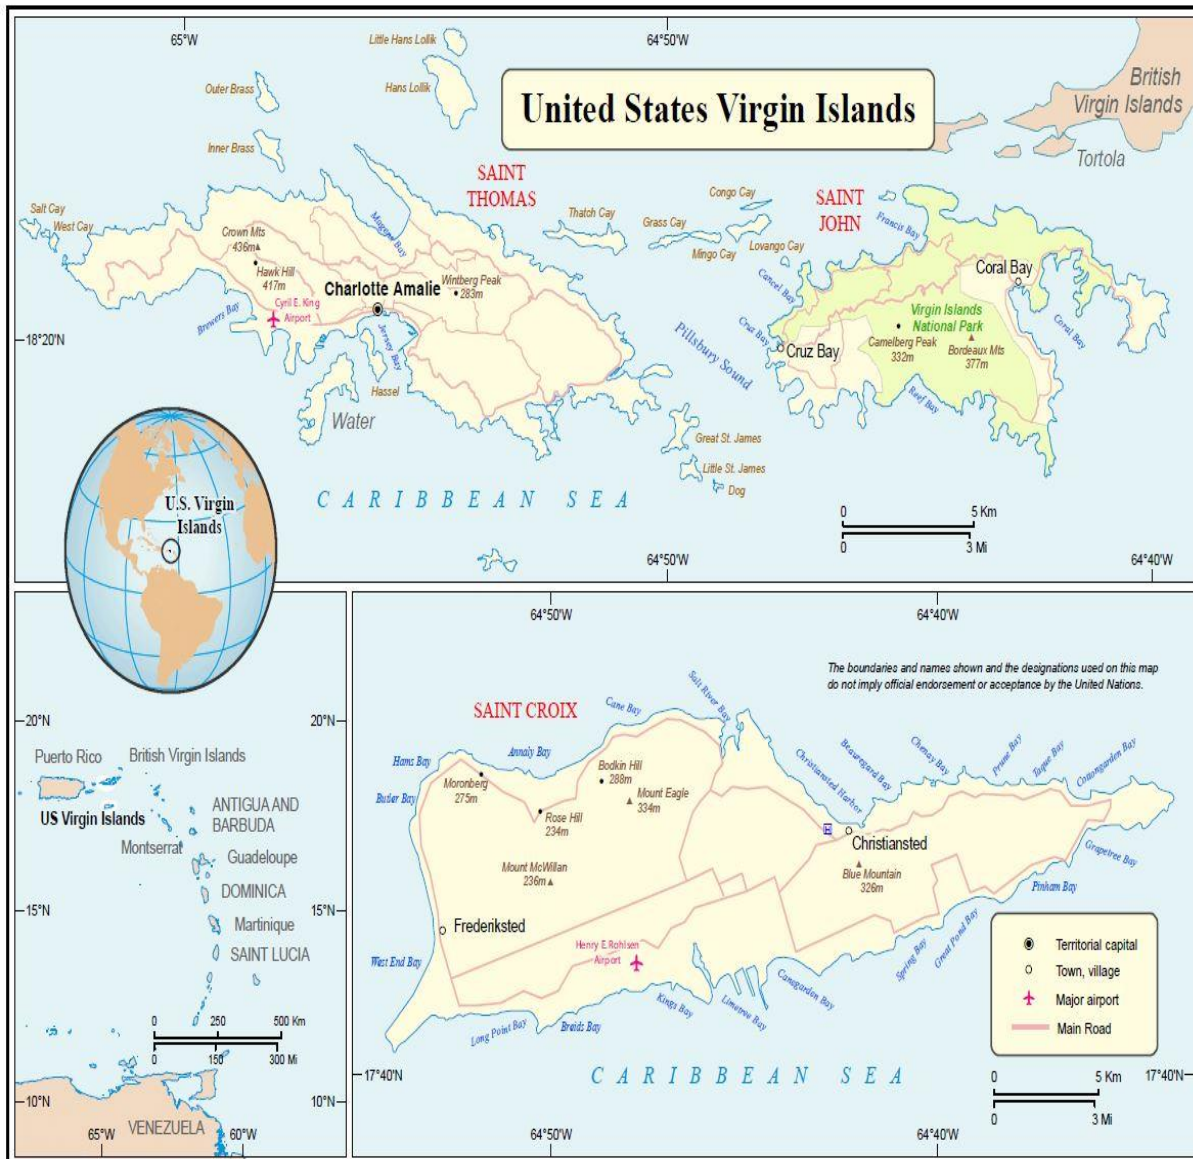 65°W
64°50'W
Little Hans Lollik
Hans Lollik
Outer Brass
Inner Brass
United States Virgin Islands
British
Virgin Islands
Tortola
SAINT
THOMAS
SAINT
JOHN
Salt Cay
West Cay
Crown Mts
436m
Hawk Hill
417m
Magens Bay
Thatch Cay
Grass Cay
Congo Cay
Mingo Cay
Lovango Cay
Francis Bay
Wintberg Peak
283m
Charlotte Amalie
Cyril E. King
Airport
Brewers Bay
Jersey Bay
Hassel
Water
18°20'N
Pillsbury Sound
Cancel Bay
Cruz Bay
Cruz Bay
Coral Bay
Coral Bay
Virgin Islands
National Park
Camelberg Peak
332m
Bordeaux Mts
377m
Reef Bay
Great St. James
Little St. James
Dog
CARIBBEAN SEA
0 5 Km
0 3 Mi
64°50'W
64°40'W
U.S. Virgin
Islands
20°N
20°N
Puerto Rico
British Virgin Islands
US Virgin Islands
ANTIGUA AND
BARBUDA
Montserrat
Guadeloupe
DOMINICA
15°N
15°N
Martinique
SAINT LUCIA
0 250 500 Km
0 150 300 Mi
10°N
10°N
VENEZUELA
65°W
60°W
64°50'W
64°40'W
The boundaries and names shown and the designations used on this map
do not imply official endorsement or acceptance by the United Nations.
SAINT CROIX
Hams Bay
Annaly Bay
Cane Bay
Salt River Bay
Christiansted Harbor
Beauregard Bay
Chenay Bay
Prune Bay
Teague Bay
Cottongarden Bay
Butler Bay
Moronberg
275m
Bodkin Hill
288m
Mount Eagle
334m
Rose Hill
234m
H
Christiansted
Mount McWillan
236m
Blue Mountain
326m
Grapetree Bay
Pinham Bay
Frederiksted
Henry E. Rohlsen
Airport
West End Bay
Great Pond Bay
Spring Bay
Canegarden Bay
Limetree Bay
Kings Bay
Braids Bay
Long Point Bay
Territorial capital
Town, village
Major airport
Main Road
CARIBBEAN SEA
17°40'N
17°40'N
0 5 Km
0 3 Mi
64°50'W
64°40'W